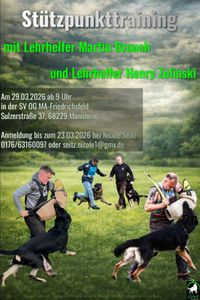 Stützpunkttraining
mit Lehrhelfer Martin
und Lehrhelfer Henry Zolinski
Am 29.03.2026 ab 9 Uhr
in der SV OG MA-Friedrichsfeld
Sulzerstraße 37, 68229 Mannheim
Anmeldung bis zum 23.03.2026 bei Nicole Seitz
0176/63160097 oder seitz.nicole1@gmx.de